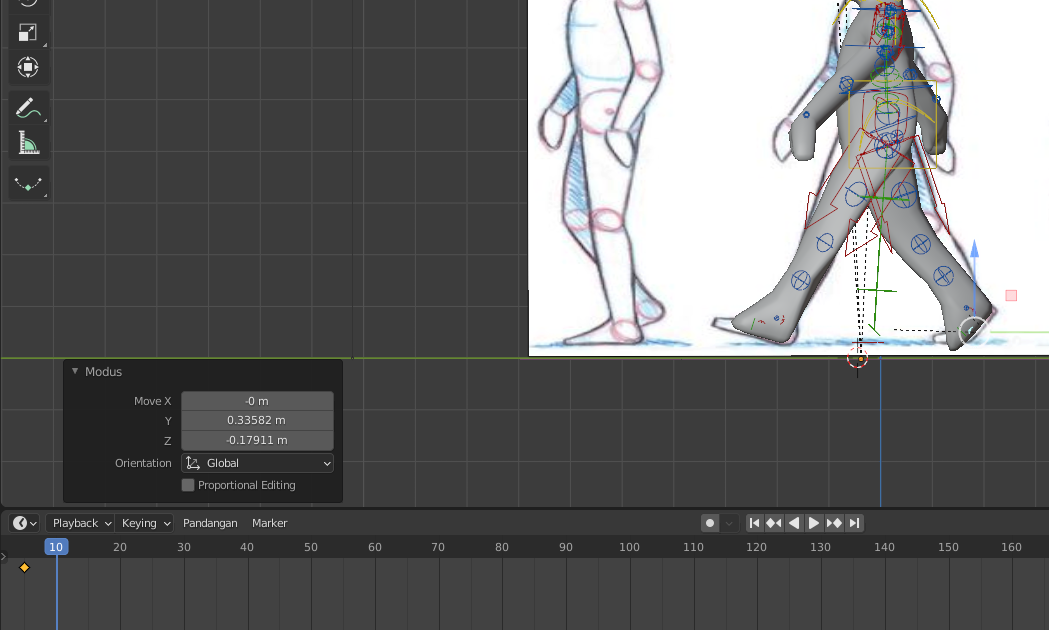 Modus
Move X -0 m
Y 0.33582 m
Z -0.17911 m
Orientation Global
Proportional Editing
Playback Keying Pandangan Marker
10 20 30 40 50 60 70 80 90 100 110 120 130 140 150 160